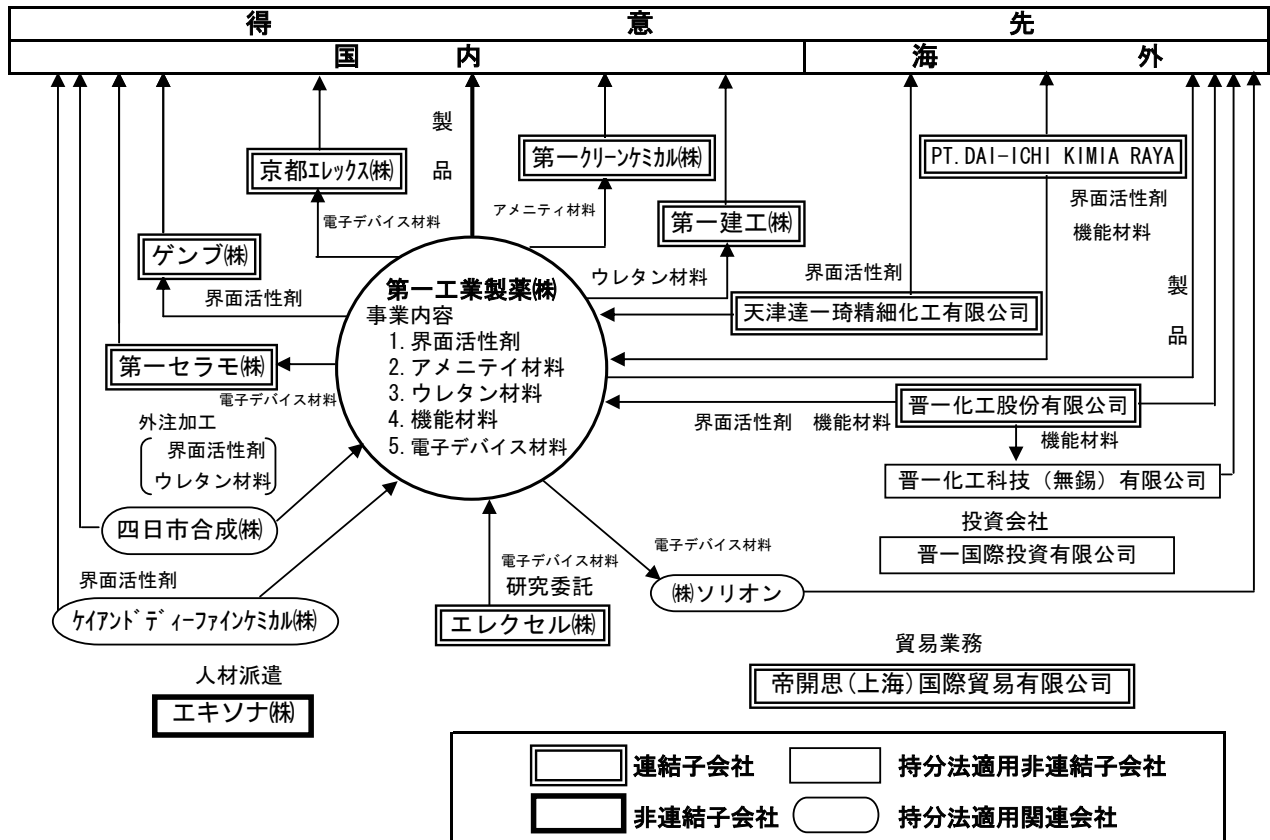 得意先
国内
海外
製品
京都エレックス㈱
第一クリーンケミカル㈱
PT.DAI-ICHI KIMIA RAYA
電子デバイス材料
アメニティ材料
第一建工㈱
界面活性剤
機能材料
ゲンブ㈱
界面活性剤
ウレタン材料
界面活性剤
製品
天津達一琦精細化工有限公司
第一工業製薬㈱
事業内容
1.界面活性剤
2.アメニテイ材料
3.ウレタン材料
4.機能材料
5.電子デバイス材料
第一セラモ㈱
電子デバイス材料
晋一化工股份有限公司
界面活性剤 機能材料
機能材料
外注加工
界面活性剤
ウレタン材料
晋一化工科技（無錫）有限公司
四日市合成㈱
投資会社
晋一国際投資有限公司
電子デバイス材料
電子デバイス材料
研究委託
界面活性剤
ケイアンドディーファインケミカル㈱
エレクセル㈱
㈱ソリオン
人材派遣
エキソナ㈱
貿易業務
帝開思(上海)国際貿易有限公司
連結子会社
持分法適用非連結子会社
非連結子会社
持分法適用関連会社